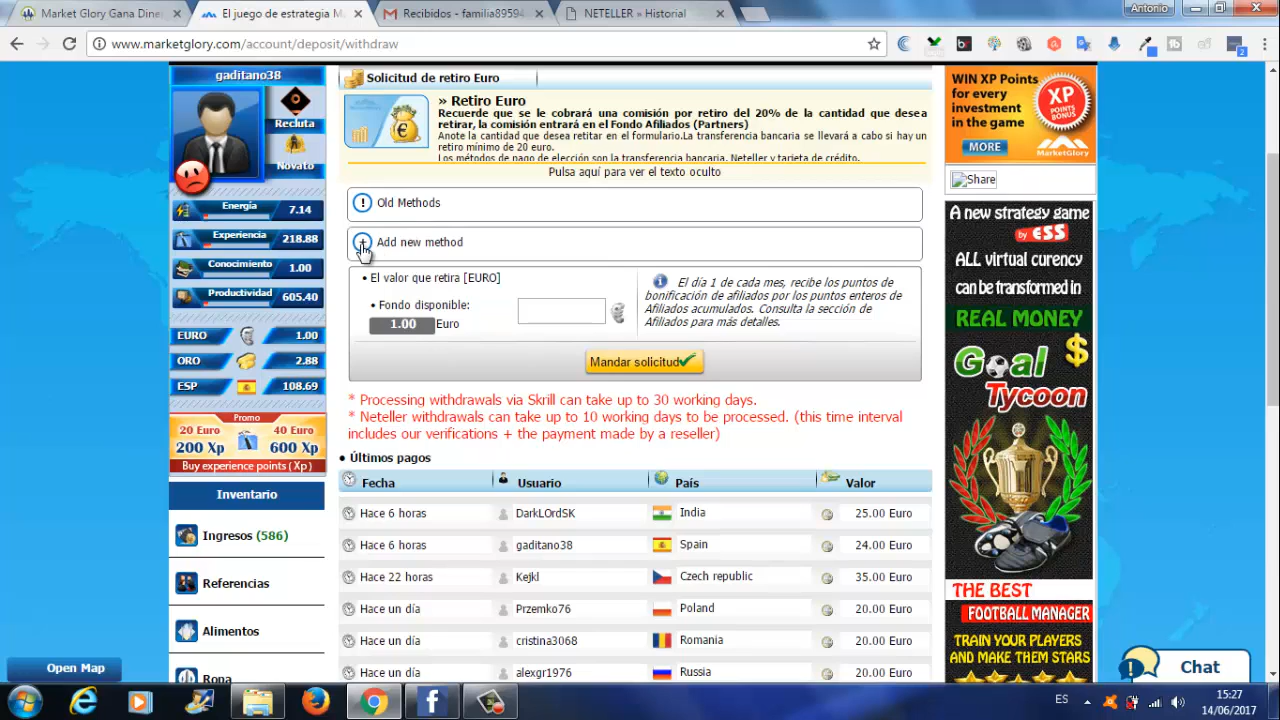 Market Glory Gana Diner
El juego de estrategia M
Recibidos - familia89594
NETELLER » Historial
Antonio
www.marketglory.com/account/deposit/withdraw
gaditano38
Recluta
Novato
Energía 7.14
Experiencia 218.88
Conocimiento 1.00
Productividad 605.40
EURO 1.00
ORO 2.88
ESP 108.69
Promo
20 Euro 40 Euro
200 Xp 600 Xp
Buy experience points ( Xp )
Inventario
Ingresos (586)
Referencias
Alimentos
Ropa
Open Map
Solicitud de retiro Euro
» Retiro Euro
Recuerde que se le cobrará una comisión por retiro del 20% de la cantidad que desea
retirar, la comisión entrará en el Fondo Afiliados (Partners)
Anote la cantidad que desea retitar en el formulario.La transferencia bancaria se llevará a cabo si hay un
retiro mínimo de 20 euro.
Los métodos de pago de elección son la transferencia bancaria, Neteller y tarjeta de crédito.
Pulsa aquí para ver el texto oculto
Old Methods
Add new method
• El valor que retira [EURO]
• Fondo disponible:
1.00 Euro
El día 1 de cada mes, recibe los puntos de
bonificación de afiliados por los puntos enteros de
Afiliados acumulados. Consulta la sección de
Afiliados para más detalles.
Mandar solicitud
* Processing withdrawals via Skrill can take up to 30 working days.
* Neteller withdrawals can take up to 10 working days to be processed. (this time interval
includes our verifications + the payment made by a reseller)
• Últimos pagos
Fecha Usuario País Valor
Hace 6 horas DarkLOrdSK India 25.00 Euro
Hace 6 horas gaditano38 Spain 24.00 Euro
Hace 22 horas Kejkl Czech republic 35.00 Euro
Hace un día Przemko76 Poland 20.00 Euro
Hace un día cristina3068 Romania 20.00 Euro
Hace un día alexgr1976 Russia 20.00 Euro
WIN XP Points
for every
investment
in the game
XP
POINTS
BONUS
MORE
MarketGlory
Share
A new strategy game
by ESS
ALL virtual curency
can be transformed in
REAL MONEY
Goal $
Tycoon
THE BEST
FOOTBALL MANAGER
TRAIN YOUR PLAYERS
AND MAKE THEM STARS
Chat
ES
15:27
14/06/2017